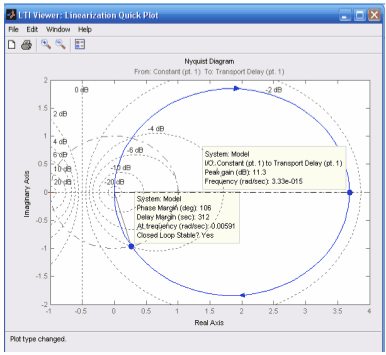 LTI Viewer: Linearization Quick Plot
File Edit Window Help
Nyquist Diagram
From: Constant (pt. 1) To: Transport Delay (pt. 1)
2
1.5
1
0.5
0
-0.5
-1
-1.5
-2
Imaginary Axis
0 dB
-2 dB
2 dB
-4 dB
4 dB
6 dB
-6 dB
10 dB
-10 dB
20 dB
-20 dB
System: Model
I/O: Constant (pt. 1) to Transport Delay (pt. 1)
Peak gain (dB): 11.3
Frequency (rad/sec): 3.33e-015
System: Model
Phase Margin (deg): 106
Delay Margin (sec): 312
At frequency (rad/sec): 0.00591
Closed Loop Stable? Yes
-1 -0.5 0 0.5 1 1.5 2 2.5 3 3.5 4
Real Axis
Plot type changed.